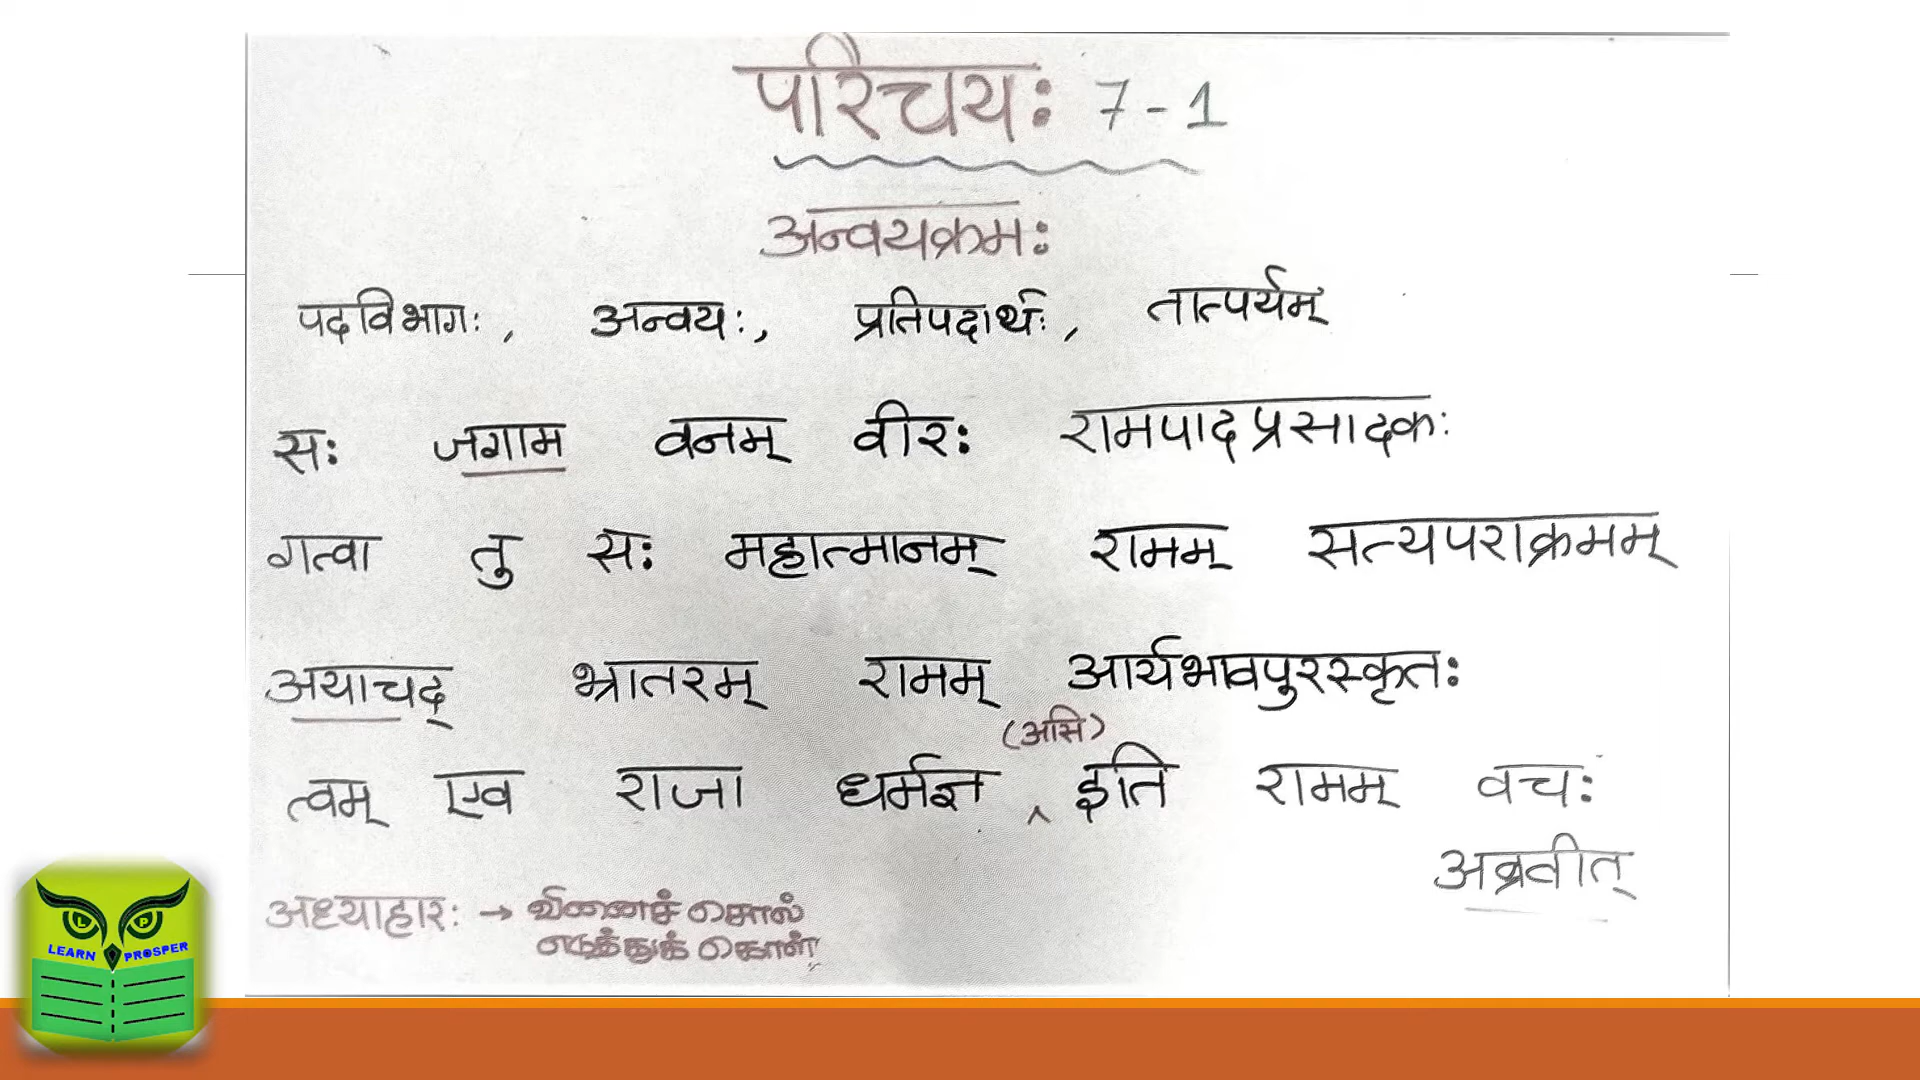 परिचयः 7-1
अन्वयक्रमः
पदविभागः, अन्वयः, प्रतिपदार्थः, तात्पर्यम्
सः जगाम वनम् वीरः रामपादप्रसादकः
गत्वा तु सः महात्मानम् रामम् सत्यपराक्रमम्
अयाचद् भ्रातरम् रामम् आर्यभावपुरस्कृतः
(असि)
त्वम् एव राजा धर्मज्ञ ^ इति रामम् वचः
अब्रवीत्
अध्याहारः → வினைச் சொல்
எடுத்துக் கொள்
LEARN PROSPER